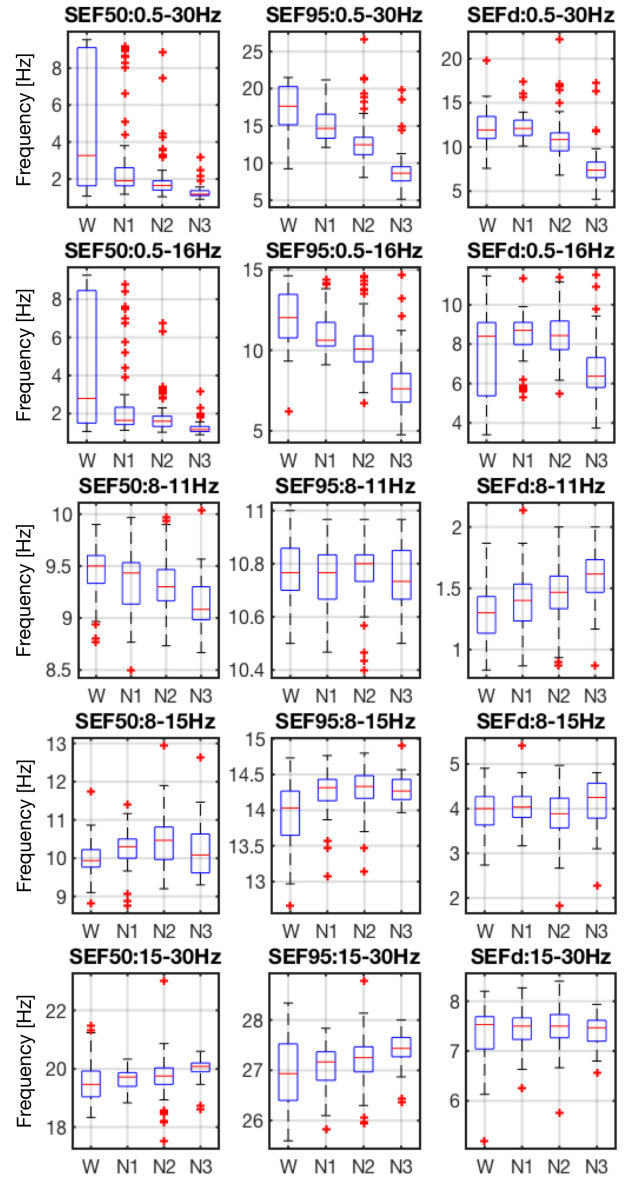 SEF50:0.5-30Hz SEF95:0.5-30Hz SEFd:0.5-30Hz
Frequency [Hz]
8 6 4 2
25 20 15 10 5
20 15 10 5
W N1 N2 N3 W N1 N2 N3 W N1 N2 N3
SEF50:0.5-16Hz SEF95:0.5-16Hz SEFd:0.5-16Hz
Frequency [Hz]
8 6 4 2
15 10 5
10 8 6 4
W N1 N2 N3 W N1 N2 N3 W N1 N2 N3
SEF50:8-11Hz SEF95:8-11Hz SEFd:8-11Hz
Frequency [Hz]
10 9.5 9 8.5
11 10.8 10.6 10.4
2 1.5 1
W N1 N2 N3 W N1 N2 N3 W N1 N2 N3
SEF50:8-15Hz SEF95:8-15Hz SEFd:8-15Hz
Frequency [Hz]
13 12 11 10 9
15 14.5 14 13.5 13
5 4 3 2
W N1 N2 N3 W N1 N2 N3 W N1 N2 N3
SEF50:15-30Hz SEF95:15-30Hz SEFd:15-30Hz
Frequency [Hz]
22 20 18
28 27 26
8 7 6
W N1 N2 N3 W N1 N2 N3 W N1 N2 N3